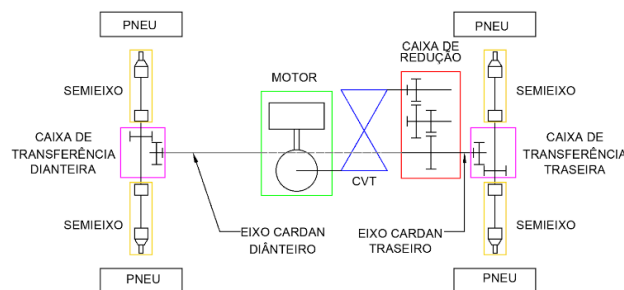 PNEU
PNEU
CAIXA DE
REDUÇÃO
MOTOR
SEMIEIXO
SEMIEIXO
CAIXA DE
TRANSFERÊNCIA
DIANTEIRA
CAIXA DE
TRANSFERÊNCIA
TRASEIRA
CVT
SEMIEIXO
EIXO CARDAN
DIÂNTEIRO
EIXO CARDAN
TRASEIRO
SEMIEIXO
PNEU
PNEU